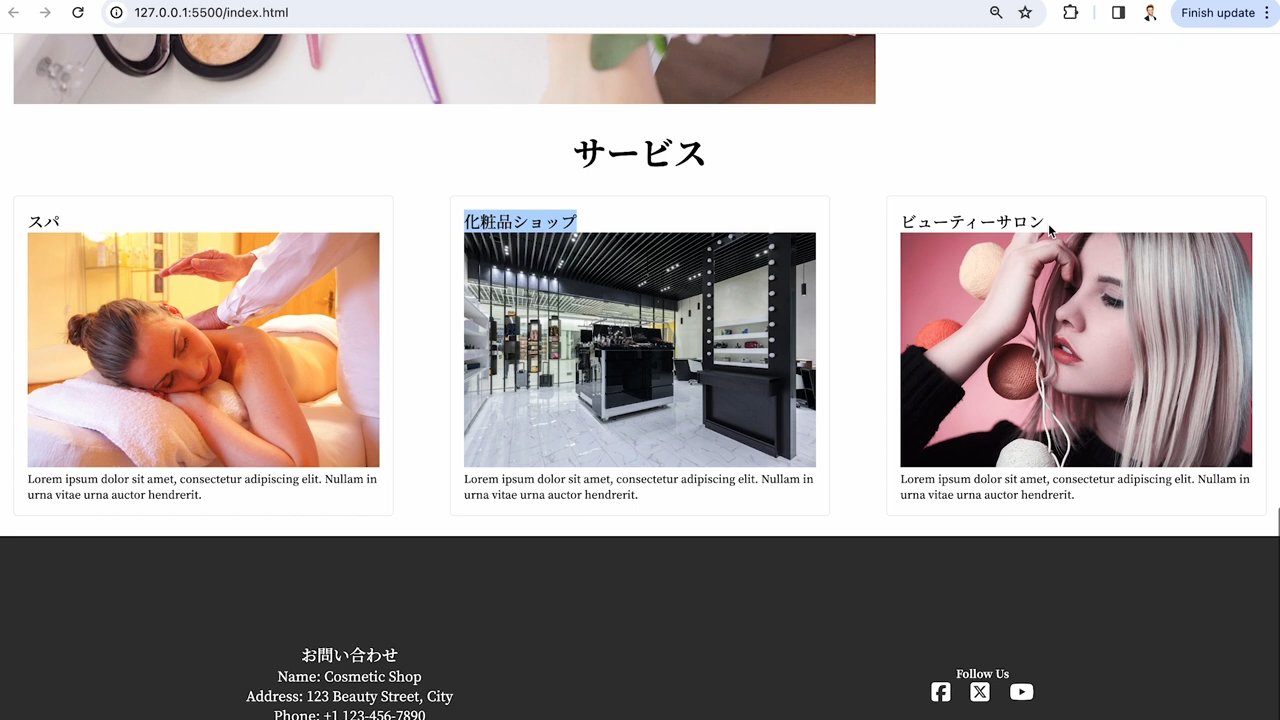 127.0.0.1:5500/index.html
Finish update
サービス
スパ
化粧品ショップ
ビューティーサロン
Lorem ipsum dolor sit amet, consectetur adipiscing elit. Nullam in
urna vitae urna auctor hendrerit.
Lorem ipsum dolor sit amet, consectetur adipiscing elit. Nullam in
urna vitae urna auctor hendrerit.
Lorem ipsum dolor sit amet, consectetur adipiscing elit. Nullam in
urna vitae urna auctor hendrerit.
お問い合わせ
Name: Cosmetic Shop
Address: 123 Beauty Street, City
Phone: +1 123-456-7890
Follow Us